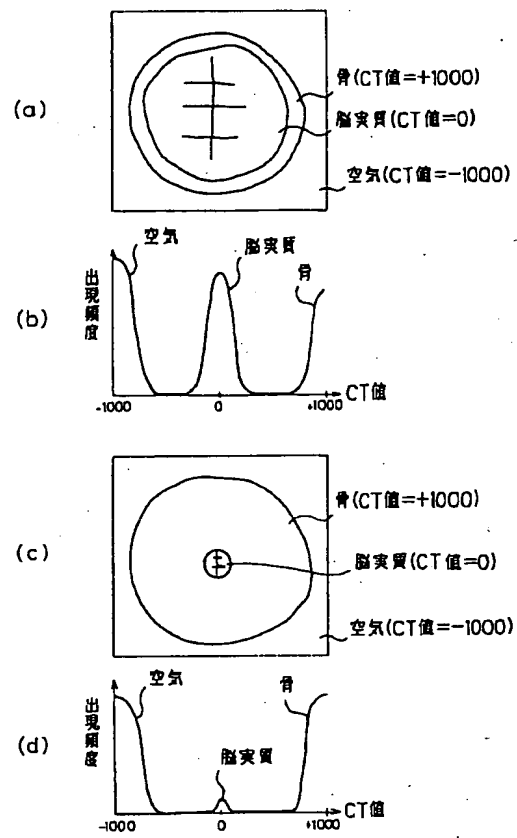 (a)
骨(CT値=+1000)
脳実質(CT値=0)
空気(CT値=-1000)
(b)
出現頻度
空気
脳実質
骨
-1000
0
+1000
CT値
(c)
骨(CT値=+1000)
脳実質(CT値=0)
空気(CT値=-1000)
(d)
出現頻度
空気
骨
脳実質
-1000
0
+1000
CT値